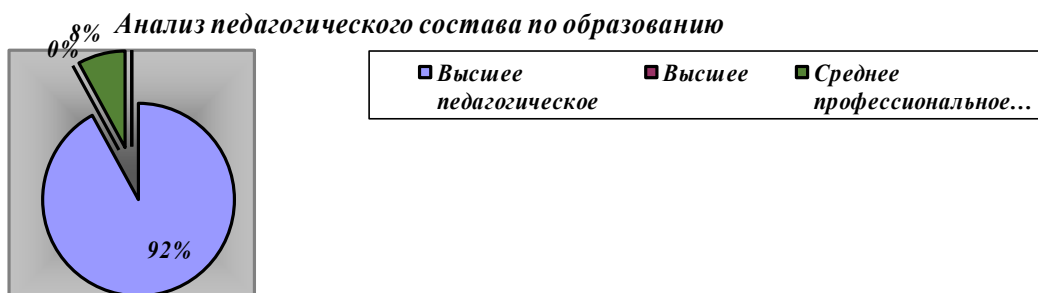 Анализ педагогического состава по образованию
8%
0%
Высшее педагогическое
Высшее
Среднее профессиональное…
92%